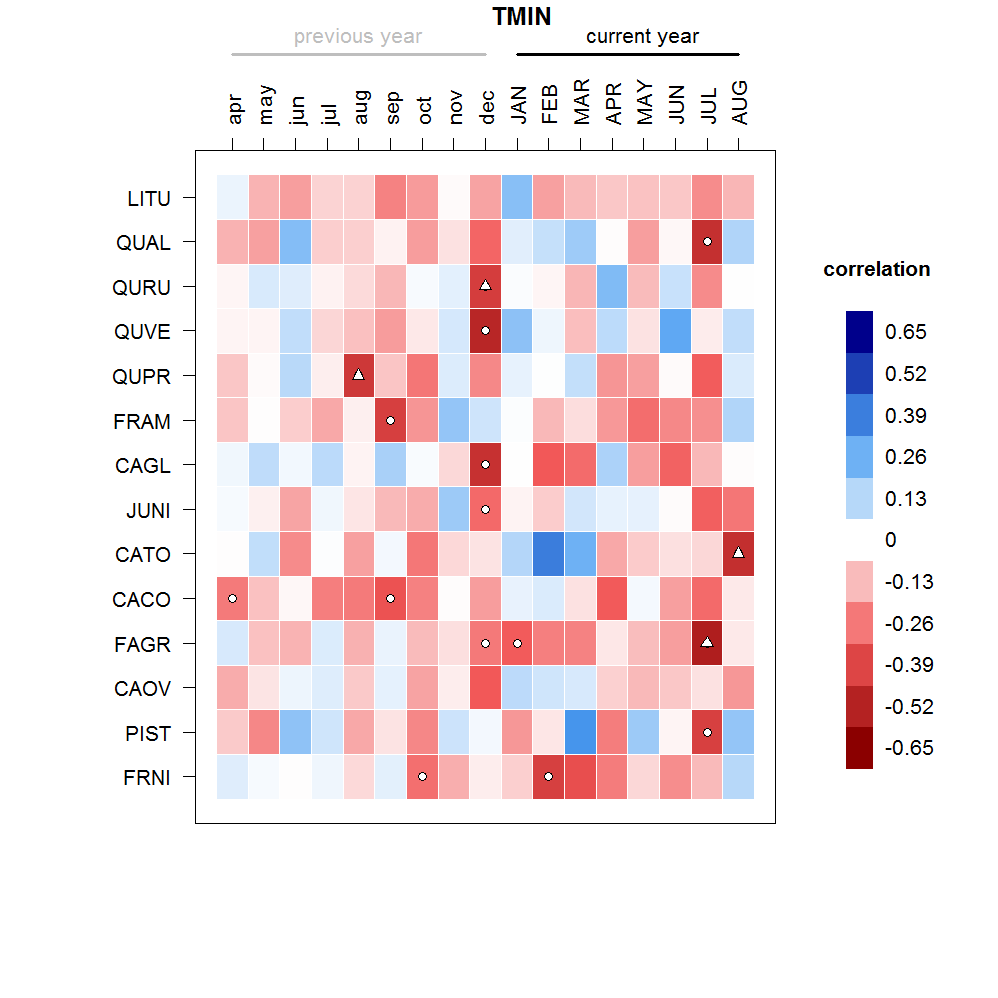 TMIN
previous year current year
apr may jun jul aug sep oct nov dec JAN FEB MAR APR MAY JUN JUL AUG
LITU
QUAL
QURU
QUVE
QUPR
FRAM
CAGL
JUNI
CATO
CACO
FAGR
CAOV
PIST
FRNI
correlation
0.65
0.52
0.39
0.26
0.13
0
-0.13
-0.26
-0.39
-0.52
-0.65